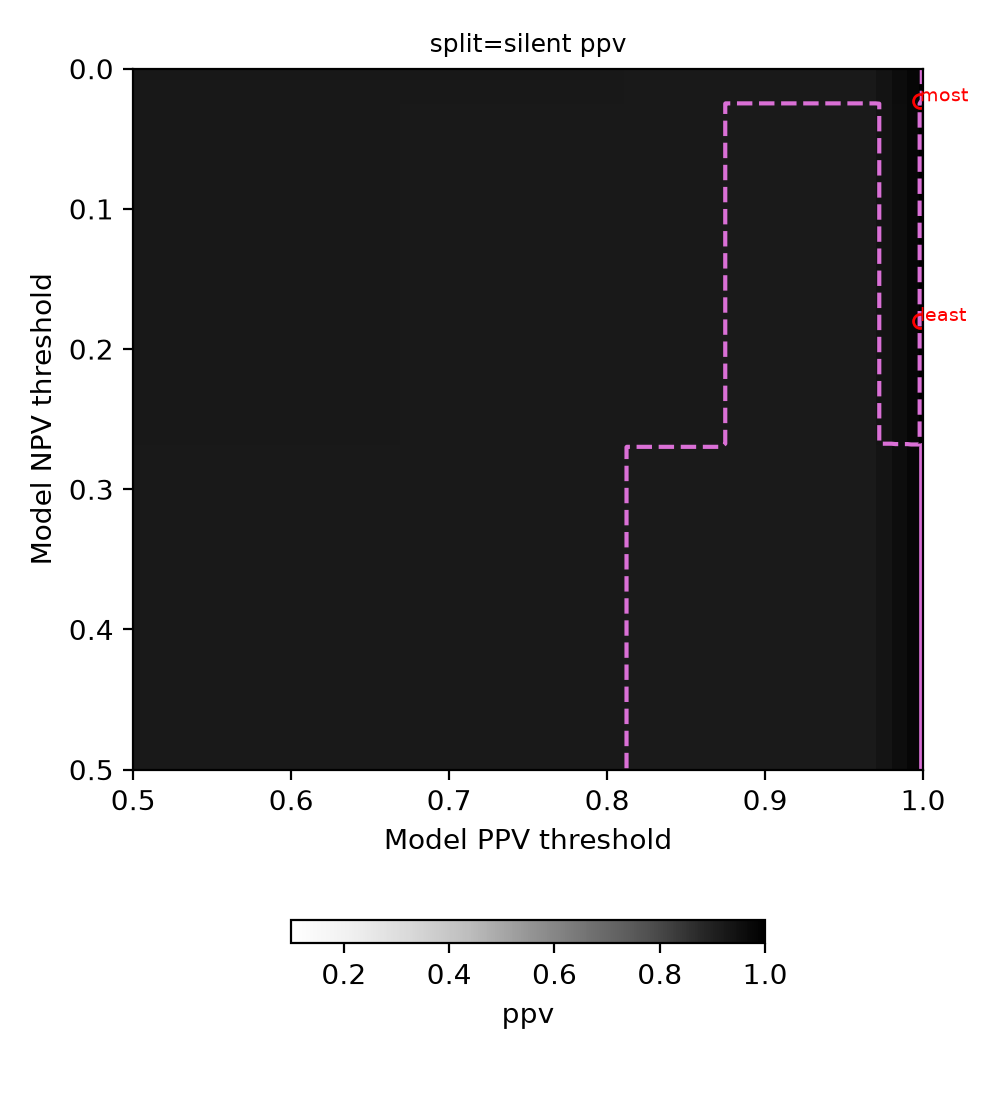 split=silent ppv
0.0
most
0.1
least
0.2
0.3
0.4
0.5
Model NPV threshold
0.5 0.6 0.7 0.8 0.9 1.0
Model PPV threshold
0.2 0.4 0.6 0.8 1.0
ppv